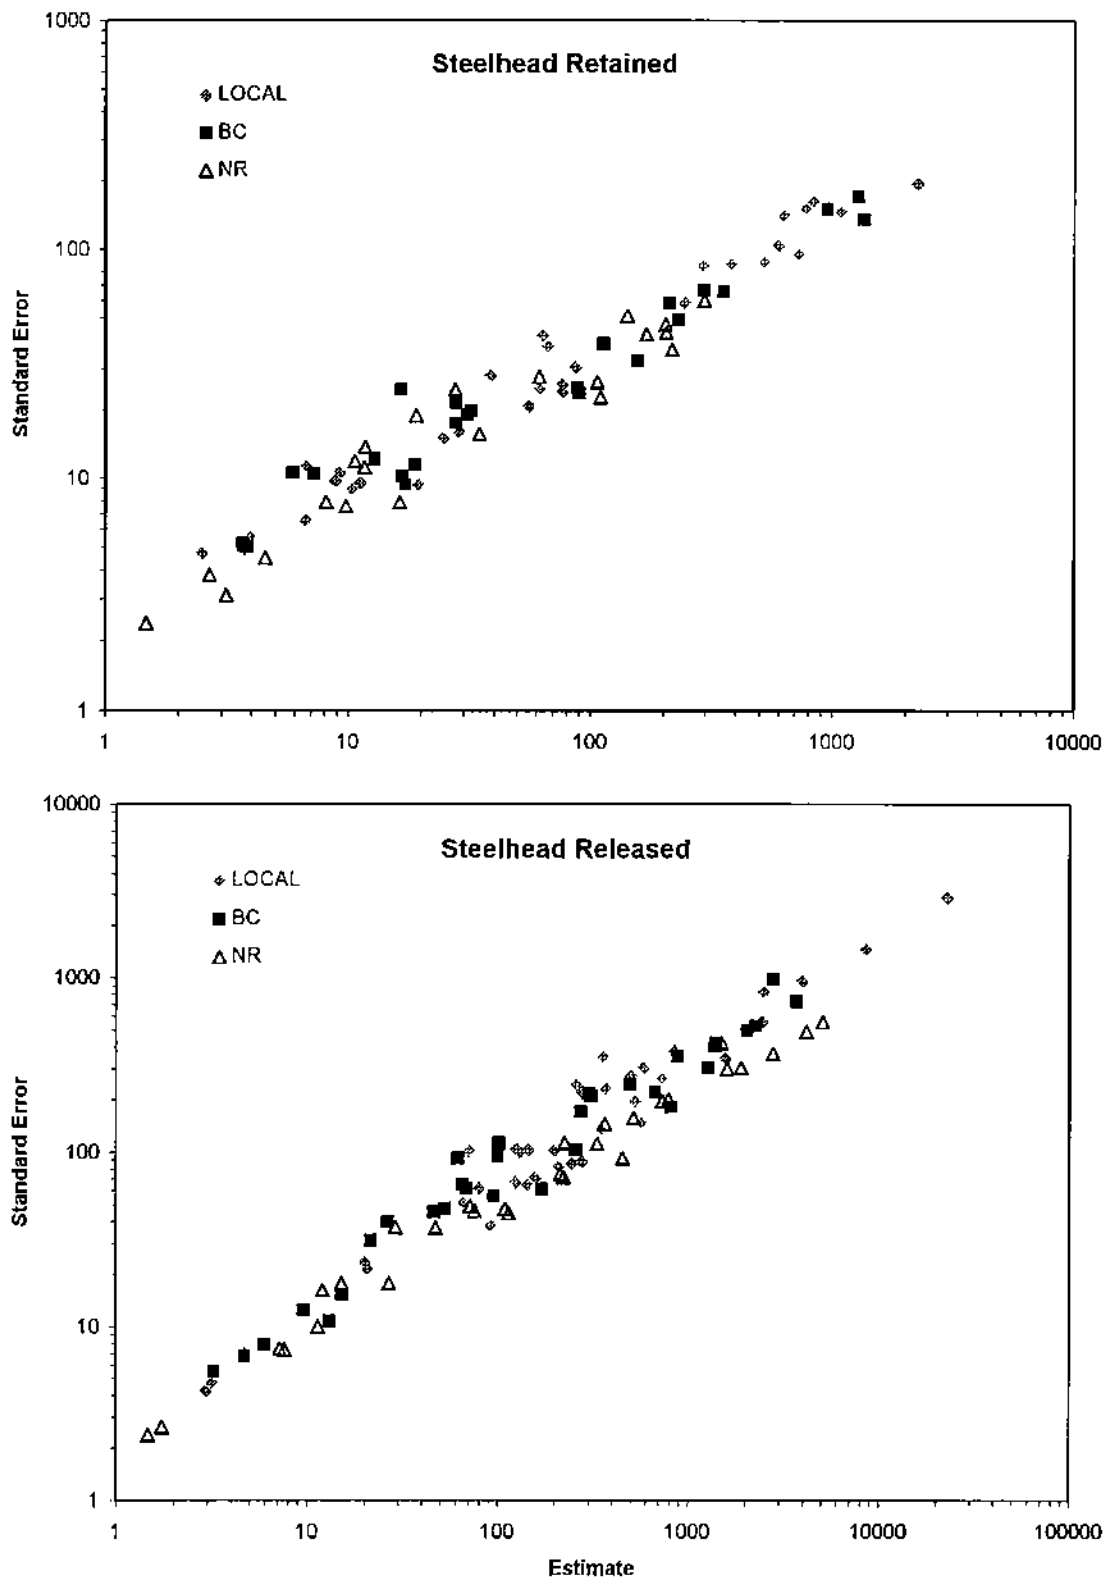 1000
Steelhead Retained
LOCAL
BC
NR
100
Standard Error
10
1
1 10 100 1000 10000
10000
Steelhead Released
LOCAL
BC
NR
1000
Standard Error
100
10
1
1 10 100 1000 10000 100000
Estimate